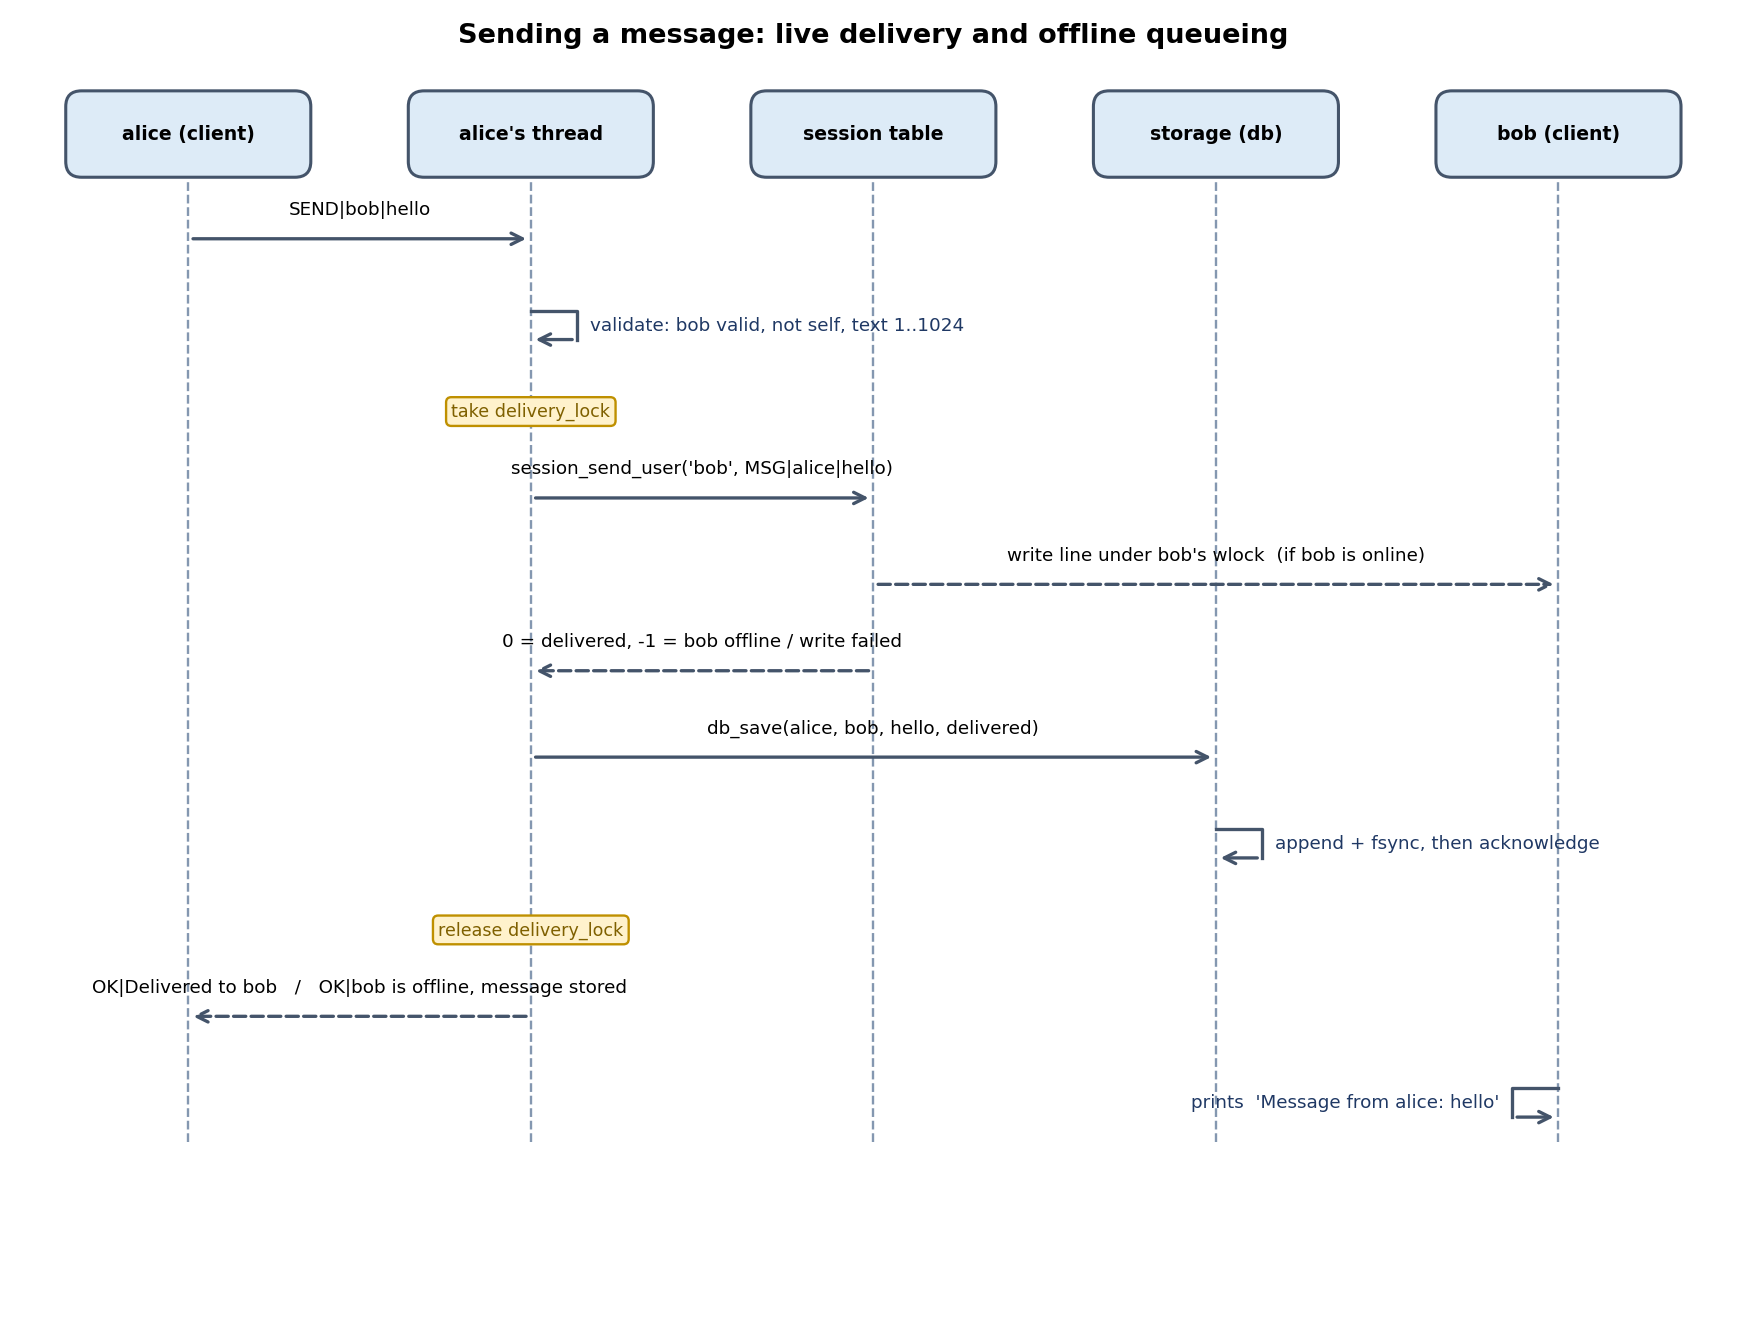 Sending a message: live delivery and offline queueing
alice (client)
alice's thread
session table
storage (db)
bob (client)
SEND|bob|hello
validate: bob valid, not self, text 1..1024
take delivery_lock
session_send_user('bob', MSG|alice|hello)
write line under bob's wlock  (if bob is online)
0 = delivered, -1 = bob offline / write failed
db_save(alice, bob, hello, delivered)
append + fsync, then acknowledge
release delivery_lock
OK|Delivered to bob   /   OK|bob is offline, message stored
prints  'Message from alice: hello'